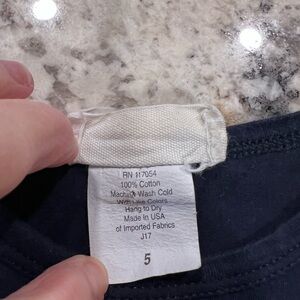 RN 117054
100% Cotton
Machine Wash Cold
With Like Colors
Hang to Dry
Made in USA
of Imported Fabrics
J17
5